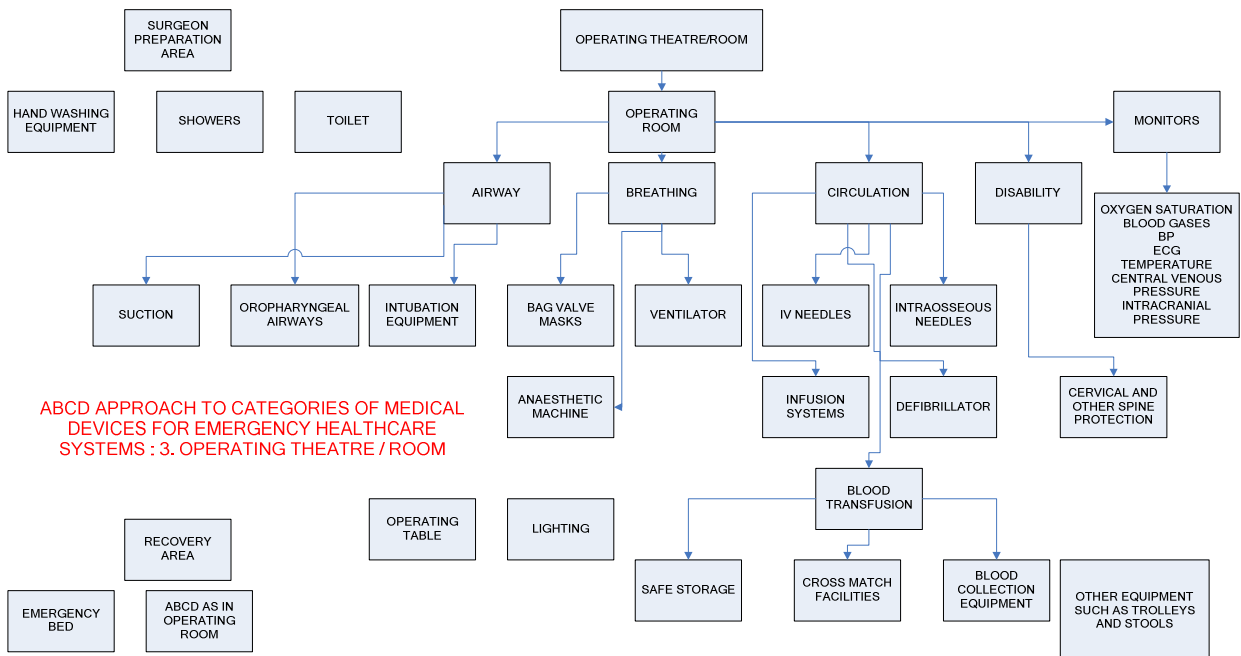 SURGEON
PREPARATION
AREA
OPERATING THEATRE/ROOM
HAND WASHING
EQUIPMENT
SHOWERS
TOILET
OPERATING
ROOM
MONITORS
AIRWAY
BREATHING
CIRCULATION
DISABILITY
OXYGEN SATURATION
BLOOD GASES
BP
ECG
TEMPERATURE
CENTRAL VENOUS
PRESSURE
INTRACRANIAL
PRESSURE
SUCTION
OROPHARYNGEAL
AIRWAYS
INTUBATION
EQUIPMENT
BAG VALVE
MASKS
VENTILATOR
IV NEEDLES
INTRAOSSEOUS
NEEDLES
ANAESTHETIC
MACHINE
INFUSION
SYSTEMS
DEFIBRILLATOR
CERVICAL AND
OTHER SPINE
PROTECTION
ABCD APPROACH TO CATEGORIES OF MEDICAL
DEVICES FOR EMERGENCY HEALTHCARE
SYSTEMS : 3. OPERATING THEATRE / ROOM
BLOOD
TRANSFUSION
OPERATING
TABLE
LIGHTING
RECOVERY
AREA
SAFE STORAGE
CROSS MATCH
FACILITIES
BLOOD
COLLECTION
EQUIPMENT
OTHER EQUIPMENT
SUCH AS TROLLEYS
AND STOOLS
EMERGENCY
BED
ABCD AS IN
OPERATING
ROOM